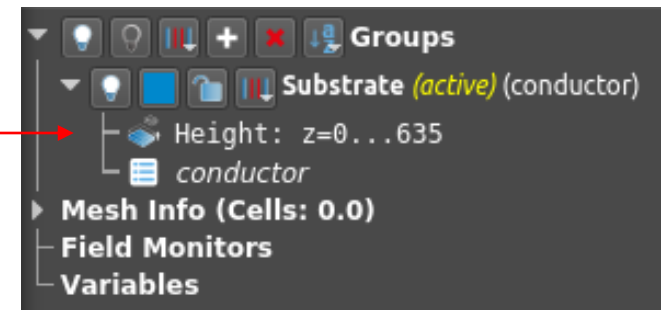 Groups
Substrate (active) (conductor)
Height: z=0...635
conductor
Mesh Info (Cells: 0.0)
Field Monitors
Variables